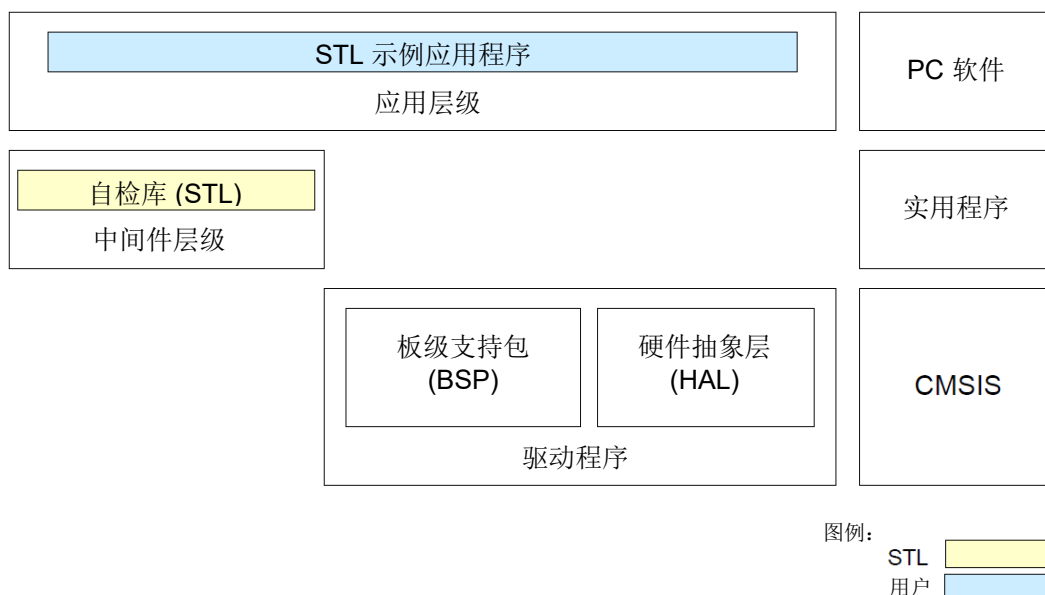 STL 示例应用程序
应用层级
PC 软件
自检库 (STL)
中间件层级
实用程序
板级支持包
(BSP)
硬件抽象层
(HAL)
驱动程序
CMSIS
图例：
STL
用户